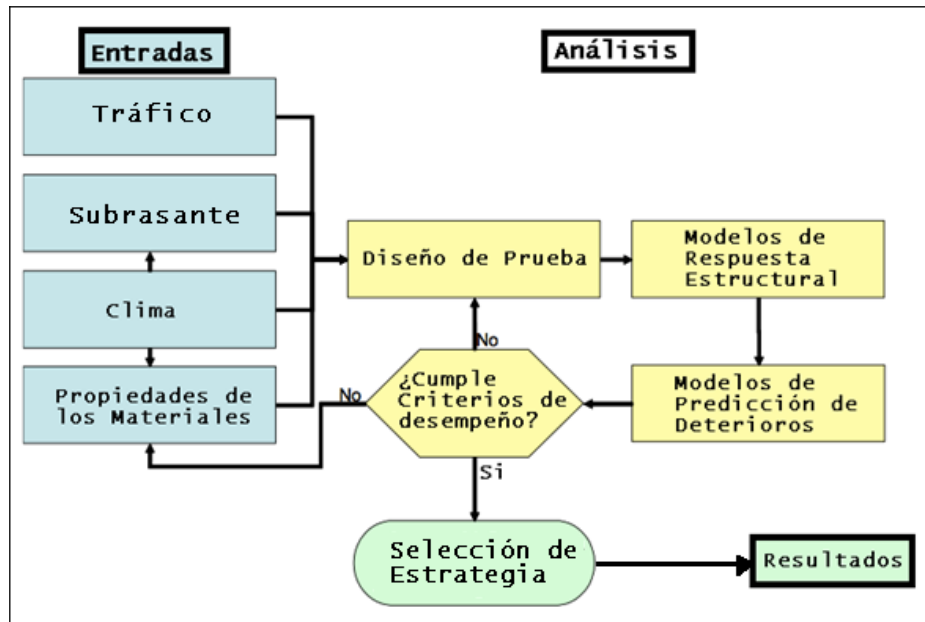 Entradas
Análisis
Tráfico
Subrasante
Clima
Propiedades de
los Materiales
Diseño de Prueba
Modelos de
Respuesta
Estructural
Modelos de
Predicción de
Deterioros
¿Cumple
Criterios de
desempeño?
No
No
Si
Selección de
Estrategia
Resultados